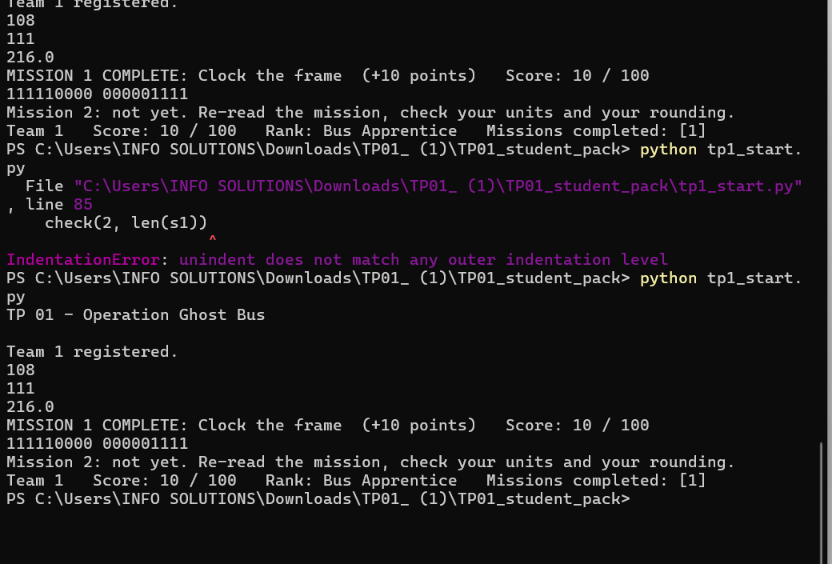 Team 1 registered.
108
111
216.0
MISSION 1 COMPLETE: Clock the frame  (+10 points)   Score: 10 / 100
111110000 000001111
Mission 2: not yet. Re-read the mission, check your units and your rounding.
Team 1   Score: 10 / 100   Rank: Bus Apprentice   Missions completed: [1]
PS C:\Users\INFO SOLUTIONS\Downloads\TP01_ (1)\TP01_student_pack> python tp1_start.
py
  File "C:\Users\INFO SOLUTIONS\Downloads\TP01_ (1)\TP01_student_pack\tp1_start.py"
, line 85
    check(2, len(s1))
                     ^
IndentationError: unindent does not match any outer indentation level
PS C:\Users\INFO SOLUTIONS\Downloads\TP01_ (1)\TP01_student_pack> python tp1_start.
py
TP 01 - Operation Ghost Bus

Team 1 registered.
108
111
216.0
MISSION 1 COMPLETE: Clock the frame  (+10 points)   Score: 10 / 100
111110000 000001111
Mission 2: not yet. Re-read the mission, check your units and your rounding.
Team 1   Score: 10 / 100   Rank: Bus Apprentice   Missions completed: [1]
PS C:\Users\INFO SOLUTIONS\Downloads\TP01_ (1)\TP01_student_pack>